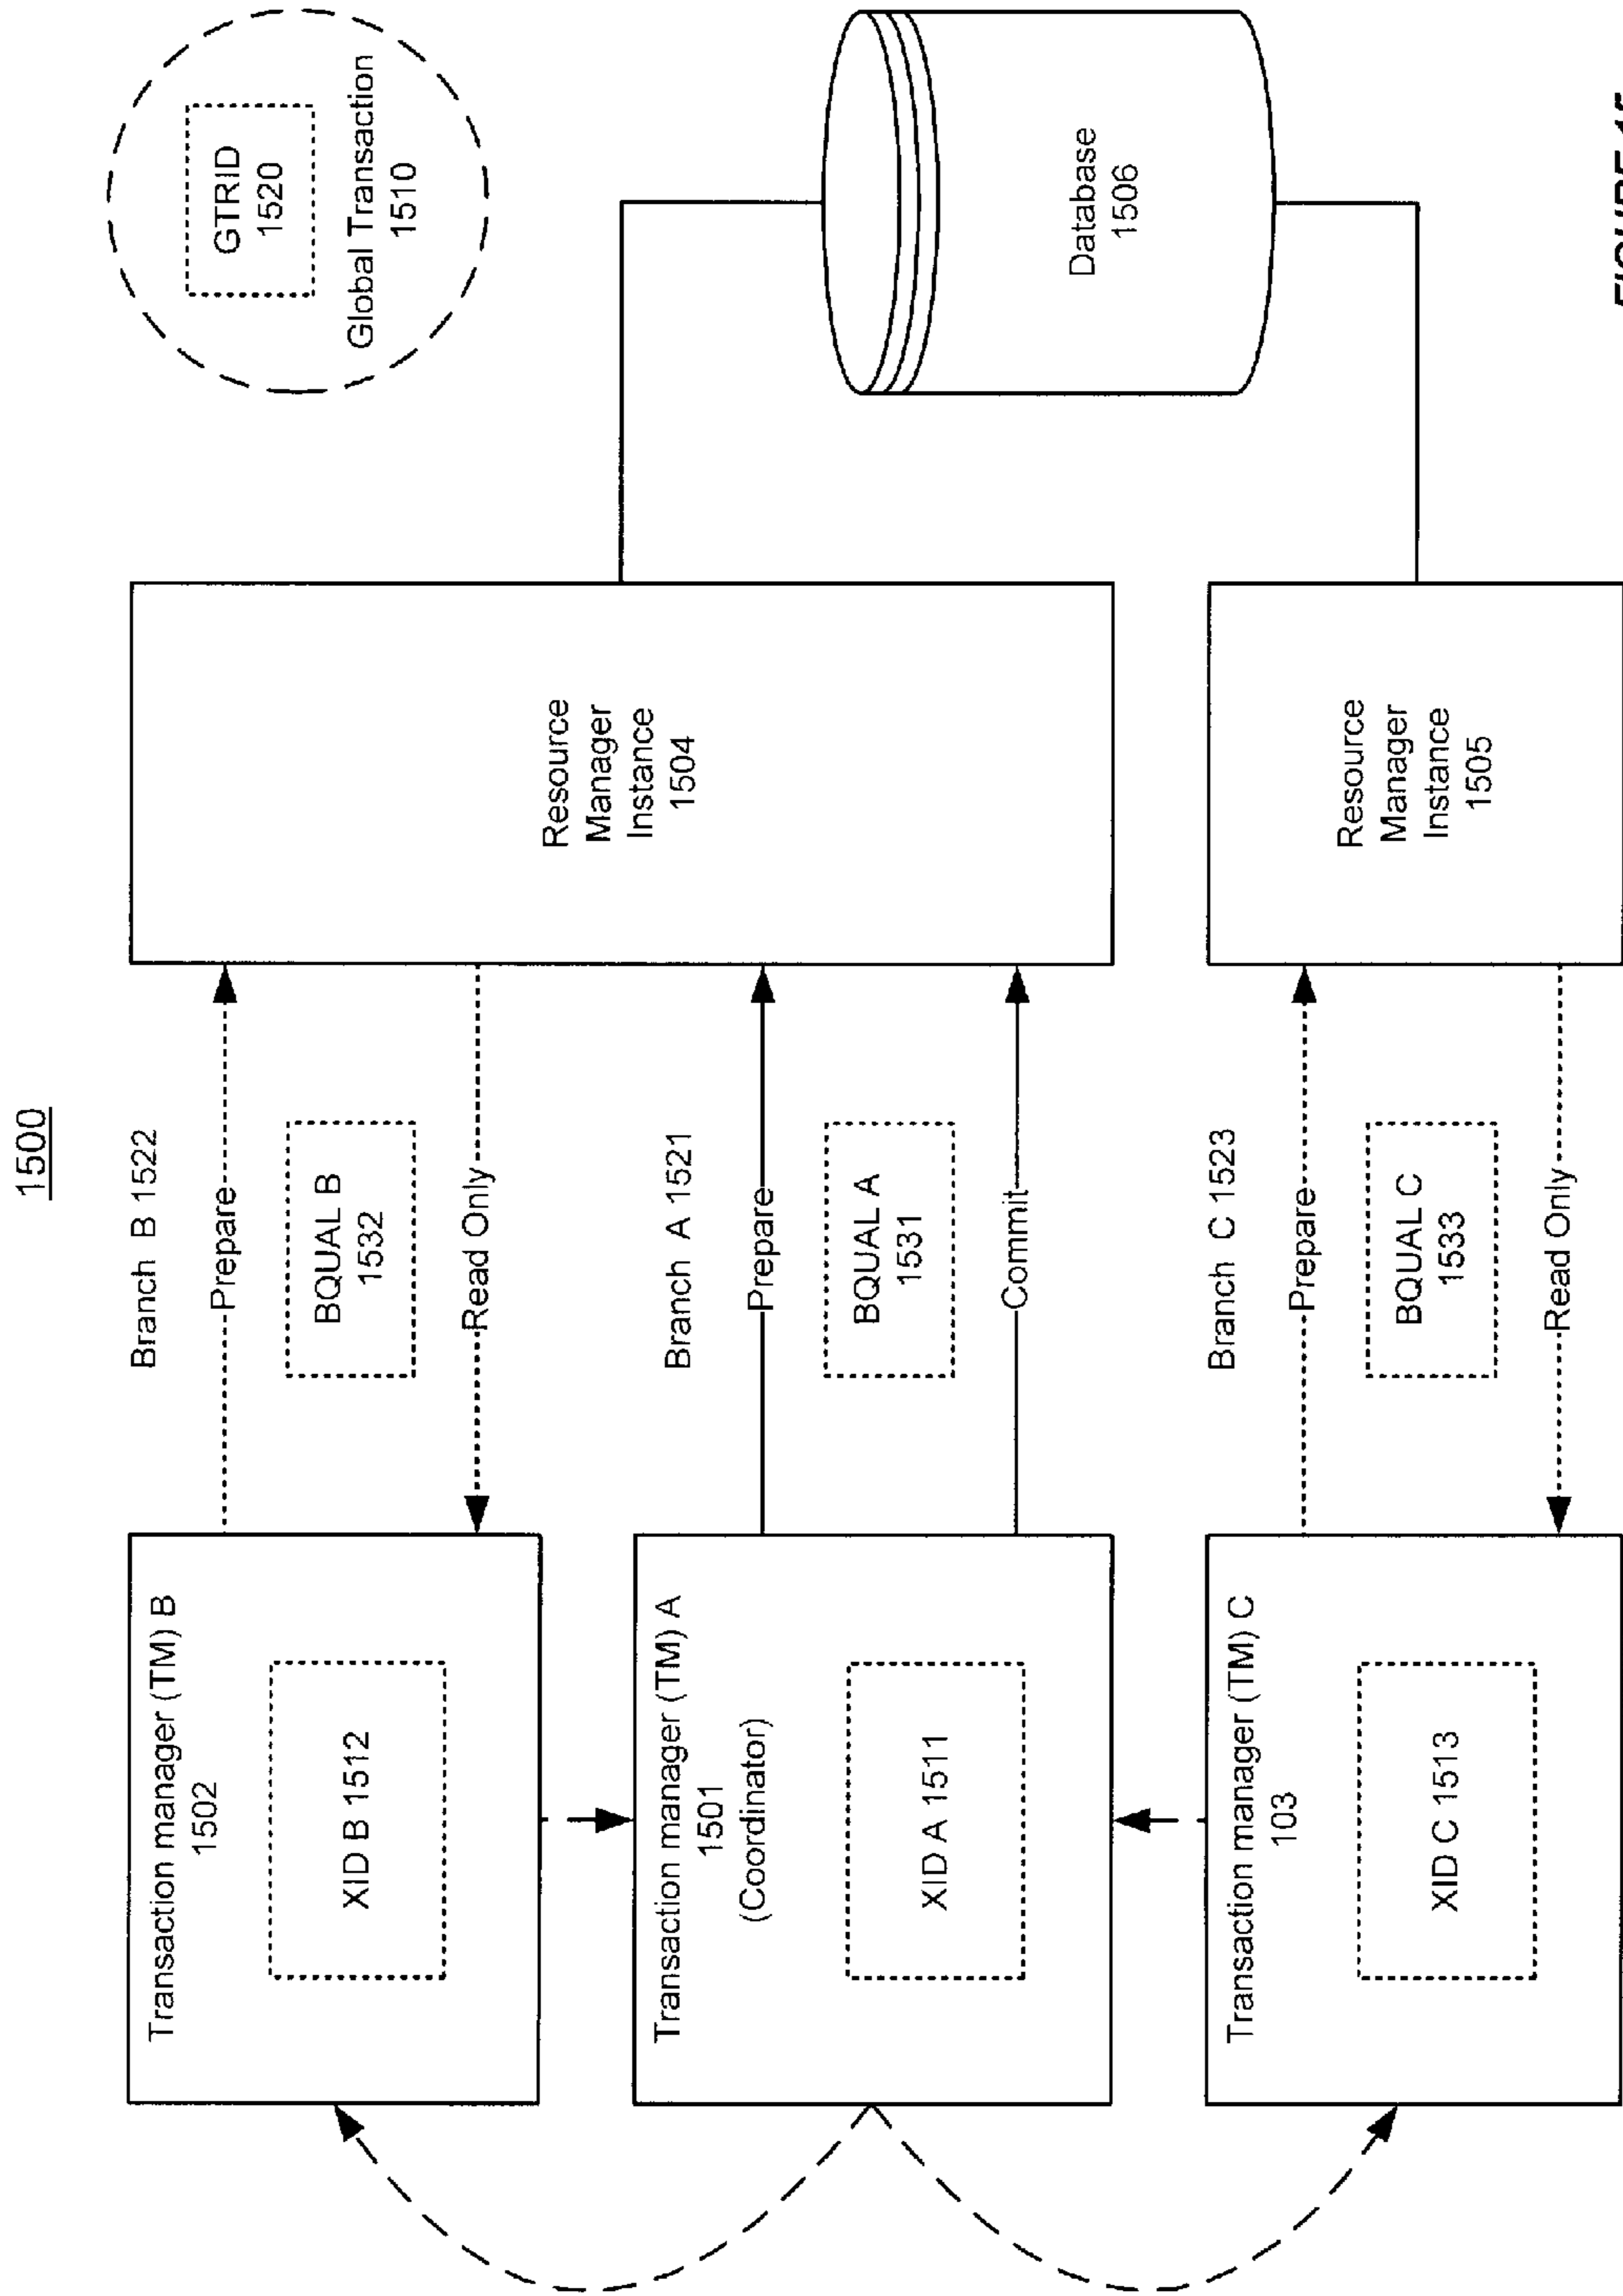 1500
Transaction manager (TM) B
1502
XID B 1512
Branch B 1522
Prepare
BQUAL B
1532
Read Only
Transaction manager (TM) A
1501
(Coordinator)
XID A 1511
Branch A 1521
Prepare
BQUAL A
1531
Commit
Transaction manager (TM) C
103
XID C 1513
Branch C 1523
Prepare
BQUAL C
1533
Read Only
Resource
Manager
Instance
1504
Resource
Manager
Instance
1505
GTRID
1520
Global Transaction
1510
Database
1506
FIGURE 15